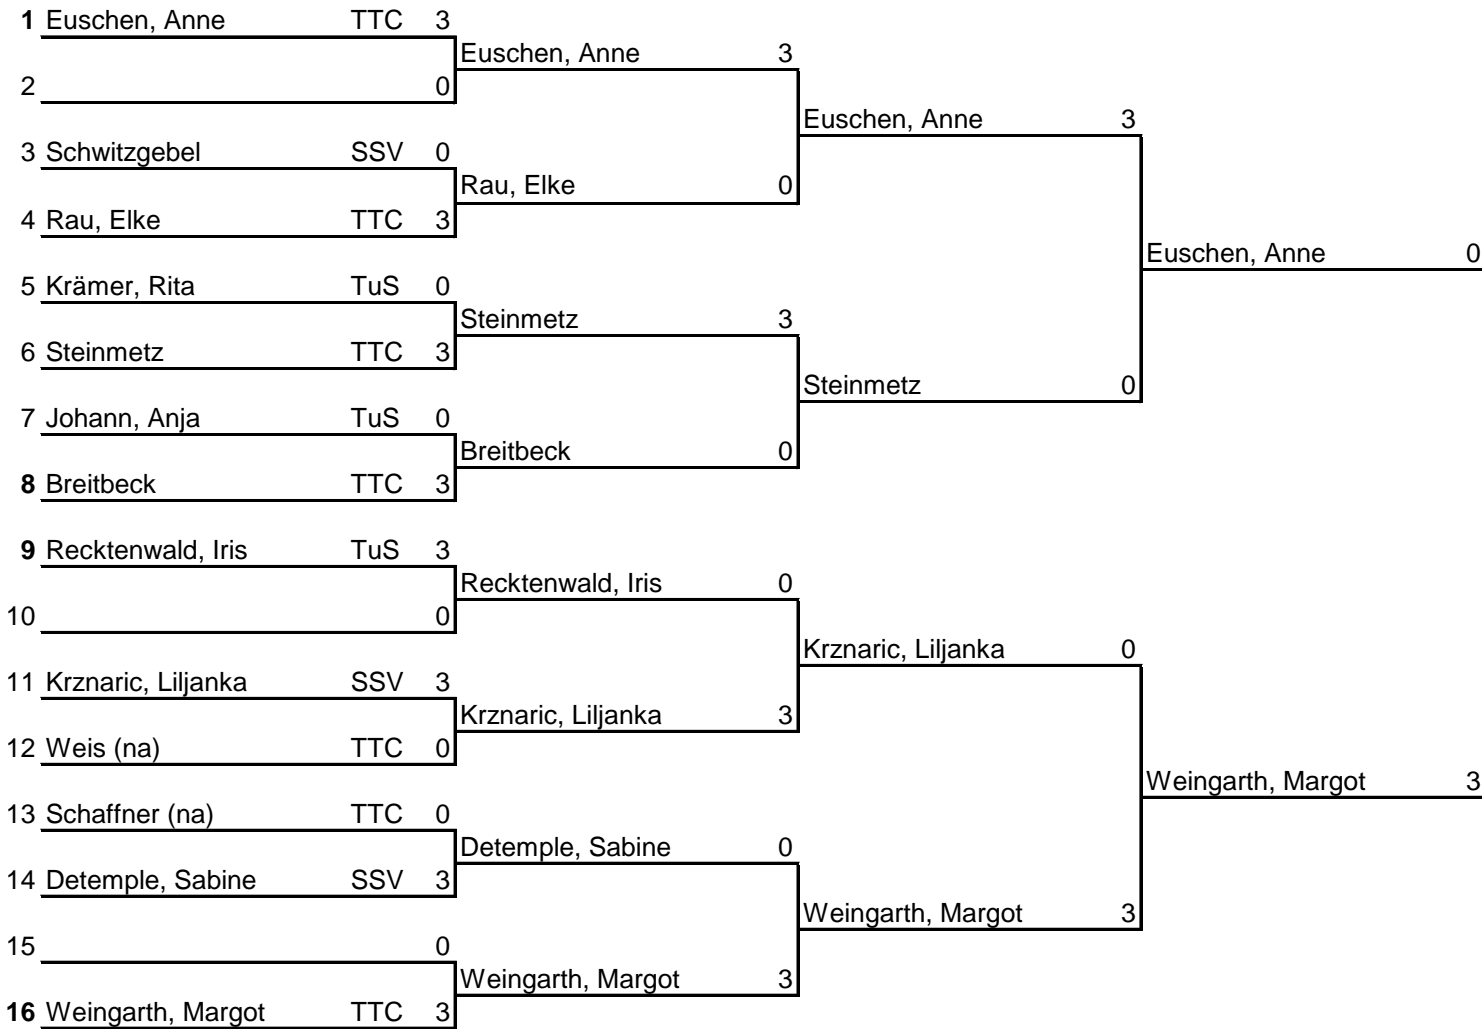 1 Euschen, Anne TTC 3
Euschen, Anne 3
2 0
Euschen, Anne 3
3 Schwitzgebel SSV 0
Rau, Elke 0
4 Rau, Elke TTC 3
Euschen, Anne 0
5 Krämer, Rita TuS 0
Steinmetz 3
6 Steinmetz TTC 3
Steinmetz 0
7 Johann, Anja TuS 0
Breitbeck 0
8 Breitbeck TTC 3
9 Recktenwald, Iris TuS 3
Recktenwald, Iris 0
10 0
Krznaric, Liljanka 0
11 Krznaric, Liljanka SSV 3
Krznaric, Liljanka 3
12 Weis (na) TTC 0
Weingarth, Margot 3
13 Schaffner (na) TTC 0
Detemple, Sabine 0
14 Detemple, Sabine SSV 3
Weingarth, Margot 3
15 0
Weingarth, Margot 3
16 Weingarth, Margot TTC 3